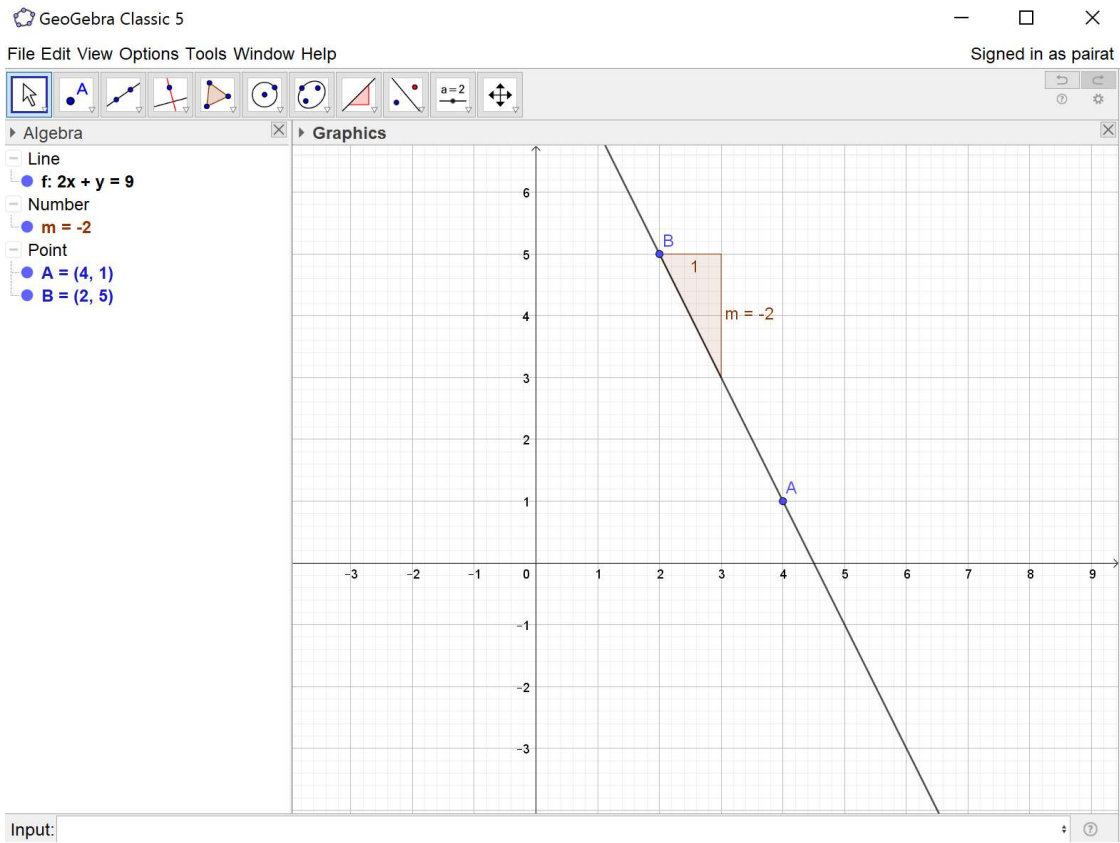 GeoGebra Classic 5
File Edit View Options Tools Window Help
Signed in as pairat
A
a=2
Algebra
Graphics
Line
f: 2x + y = 9
Number
m = -2
Point
A = (4, 1)
B = (2, 5)
6
B
5
1
4
m = -2
3
2
A
1
−3 −2 −1 0 1 2 3 4 5 6 7 8 9
−1
−2
−3
Input: